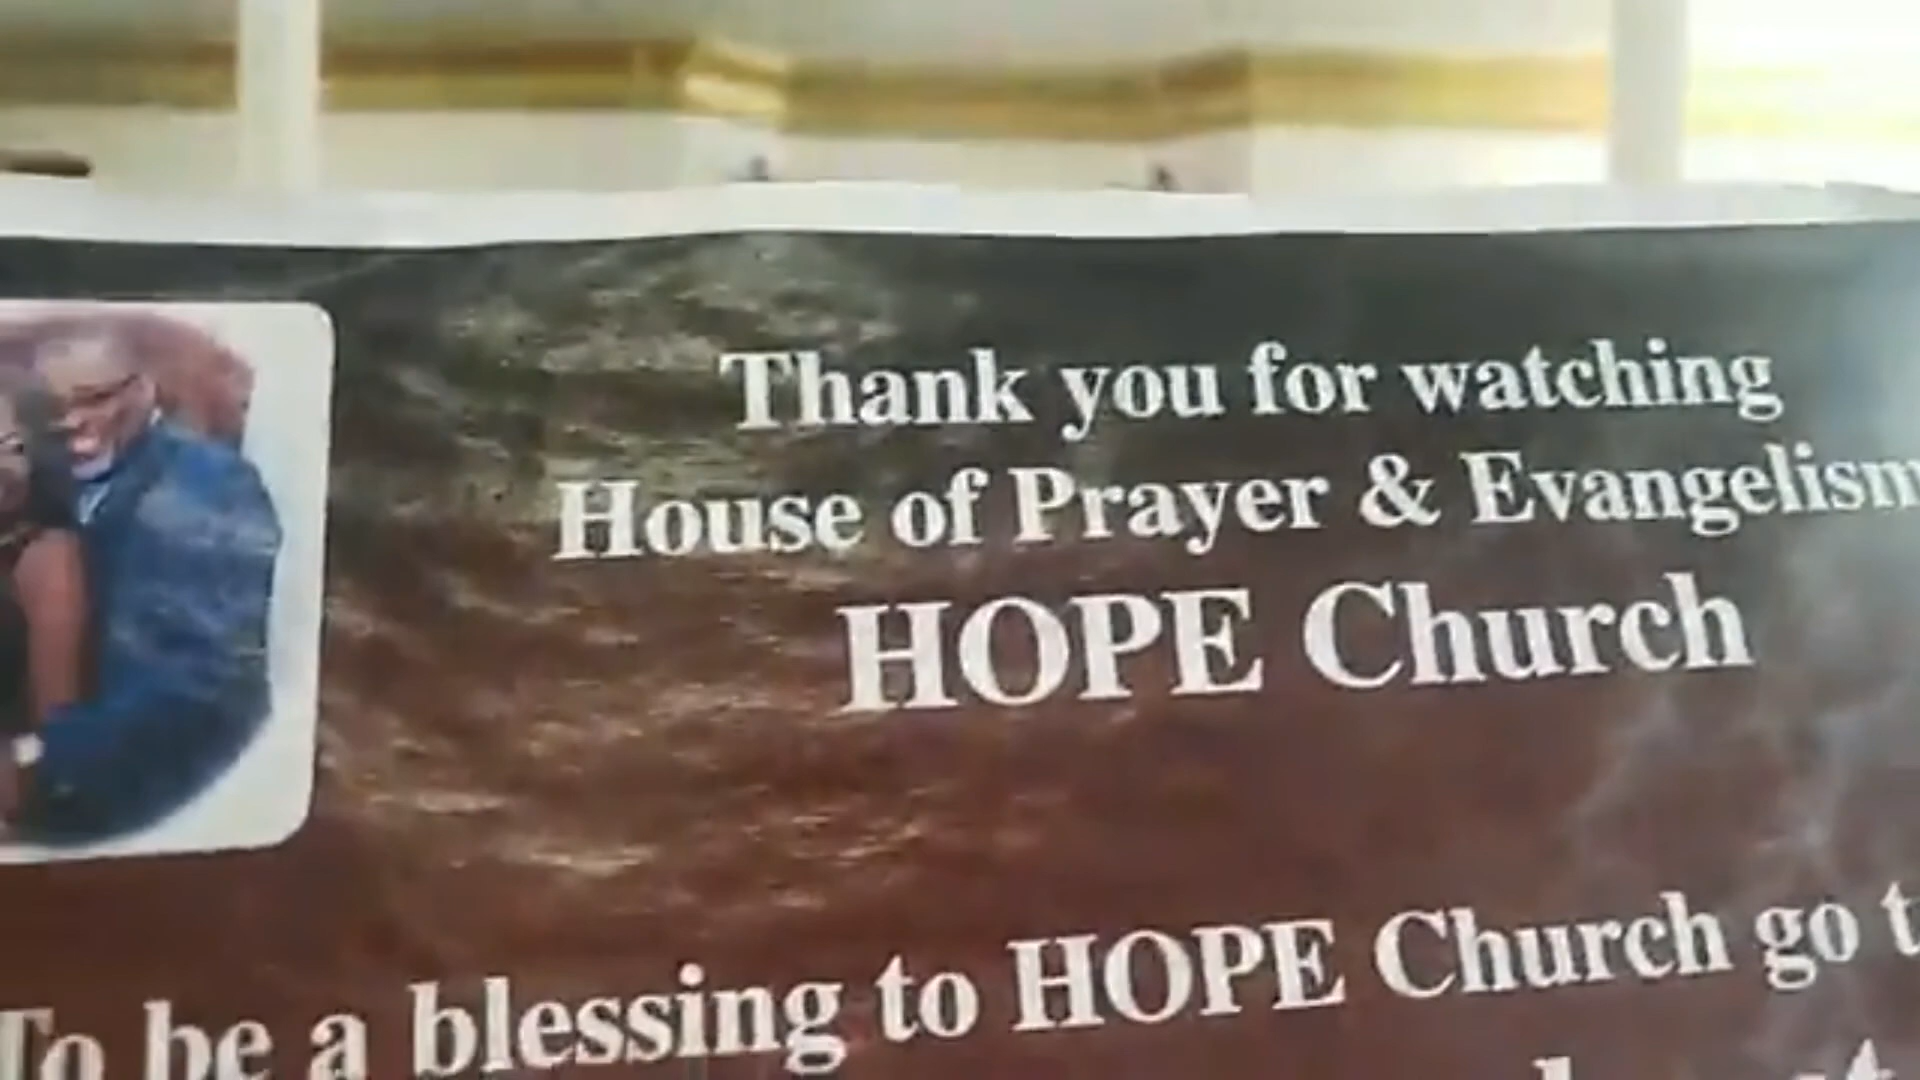 Thank you for watching
House of Prayer & Evangelism
HOPE Church
To be a blessing to HOPE Church go